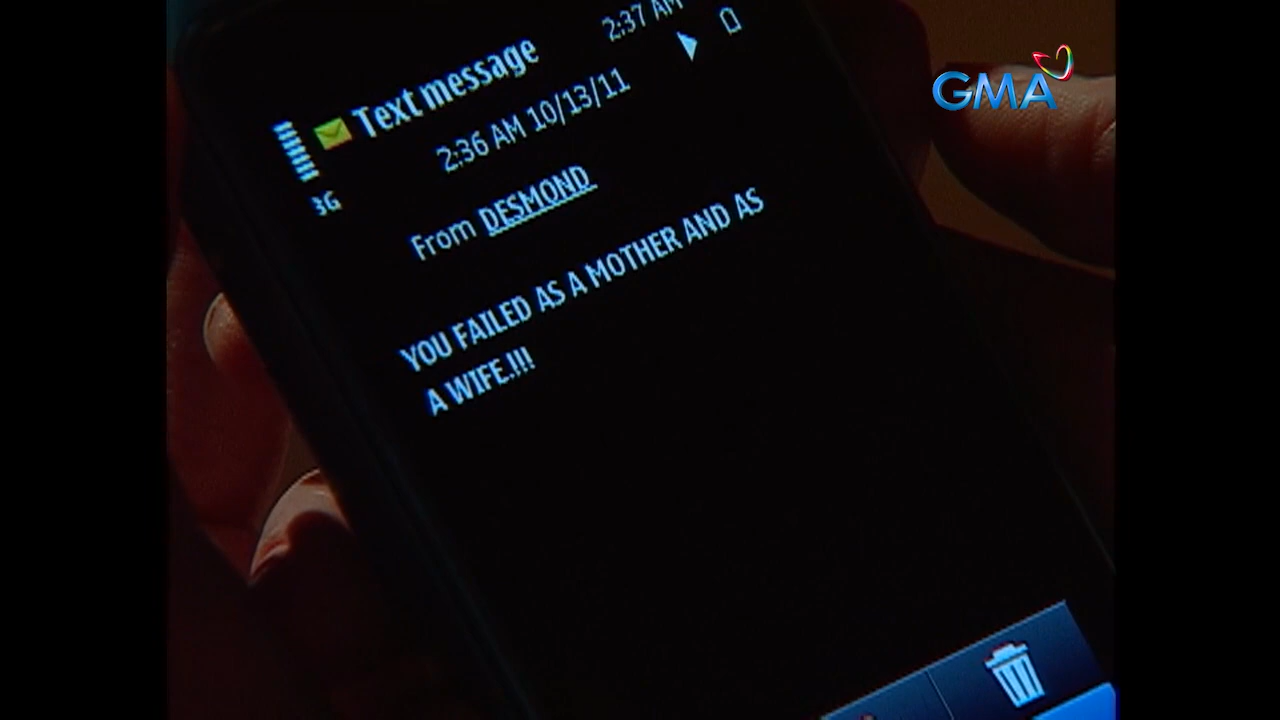 2:37 AM
Text message
2:36 AM 10/13/11
3G
From DESMOND
YOU FAILED AS A MOTHER AND AS
A WIFE.!!!
GMA